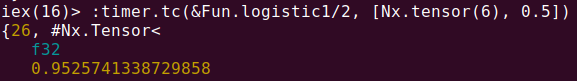 iex(16)> :timer.tc(&Fun.logistic1/2, [Nx.tensor(6), 0.5])
{26, #Nx.Tensor<
f32
0.9525741338729858